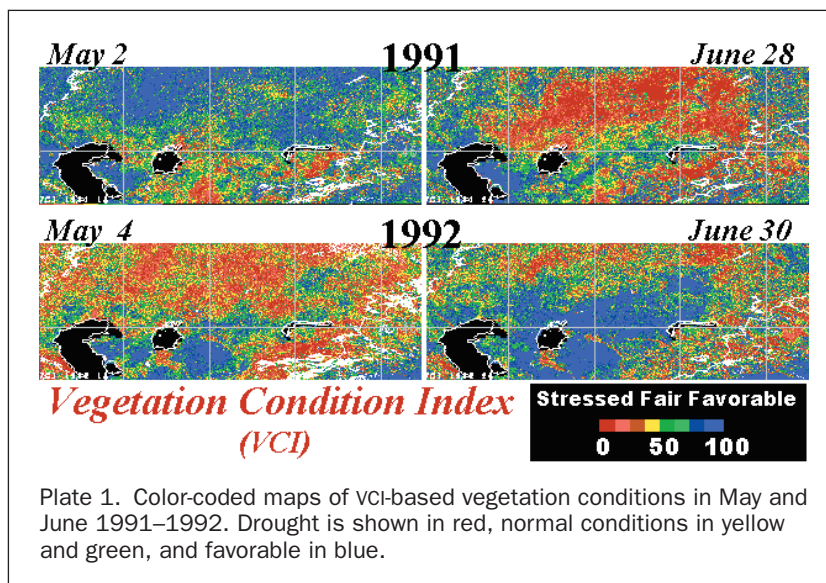 May 2 1991 June 28
May 4 1992 June 30
Vegetation Condition Index
(VCI)
Stressed Fair Favorable
0 50 100
Plate 1. Color-coded maps of VCI-based vegetation conditions in May and
June 1991–1992. Drought is shown in red, normal conditions in yellow
and green, and favorable in blue.